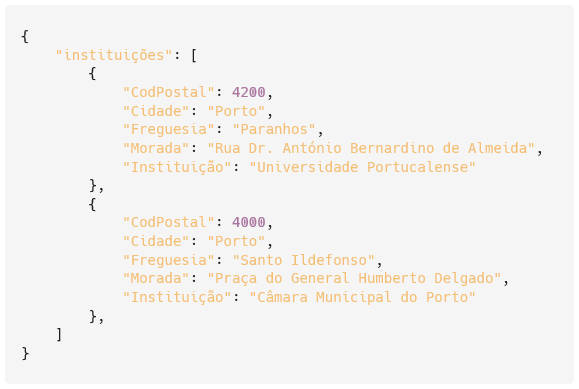 {
    "instituições": [
        {
            "CodPostal": 4200,
            "Cidade": "Porto",
            "Freguesia": "Paranhos",
            "Morada": "Rua Dr. António Bernardino de Almeida",
            "Instituição": "Universidade Portucalense"
        },
        {
            "CodPostal": 4000,
            "Cidade": "Porto",
            "Freguesia": "Santo Ildefonso",
            "Morada": "Praça do General Humberto Delgado",
            "Instituição": "Câmara Municipal do Porto"
        },
    ]
}